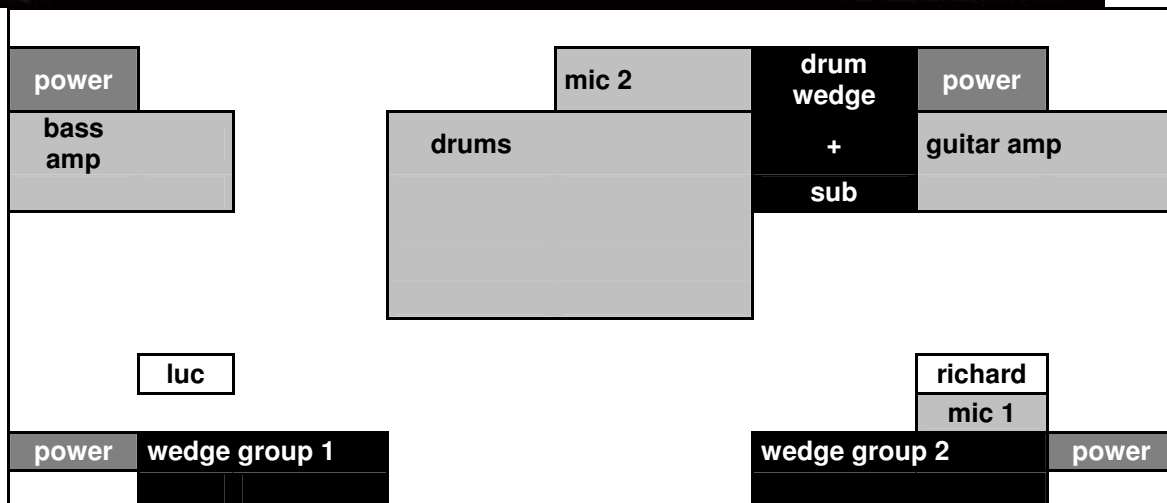 power
mic 2
drum
wedge
power
bass
amp
drums
+
guitar amp
sub
luc
richard
mic 1
power
wedge group 1
wedge group 2
power